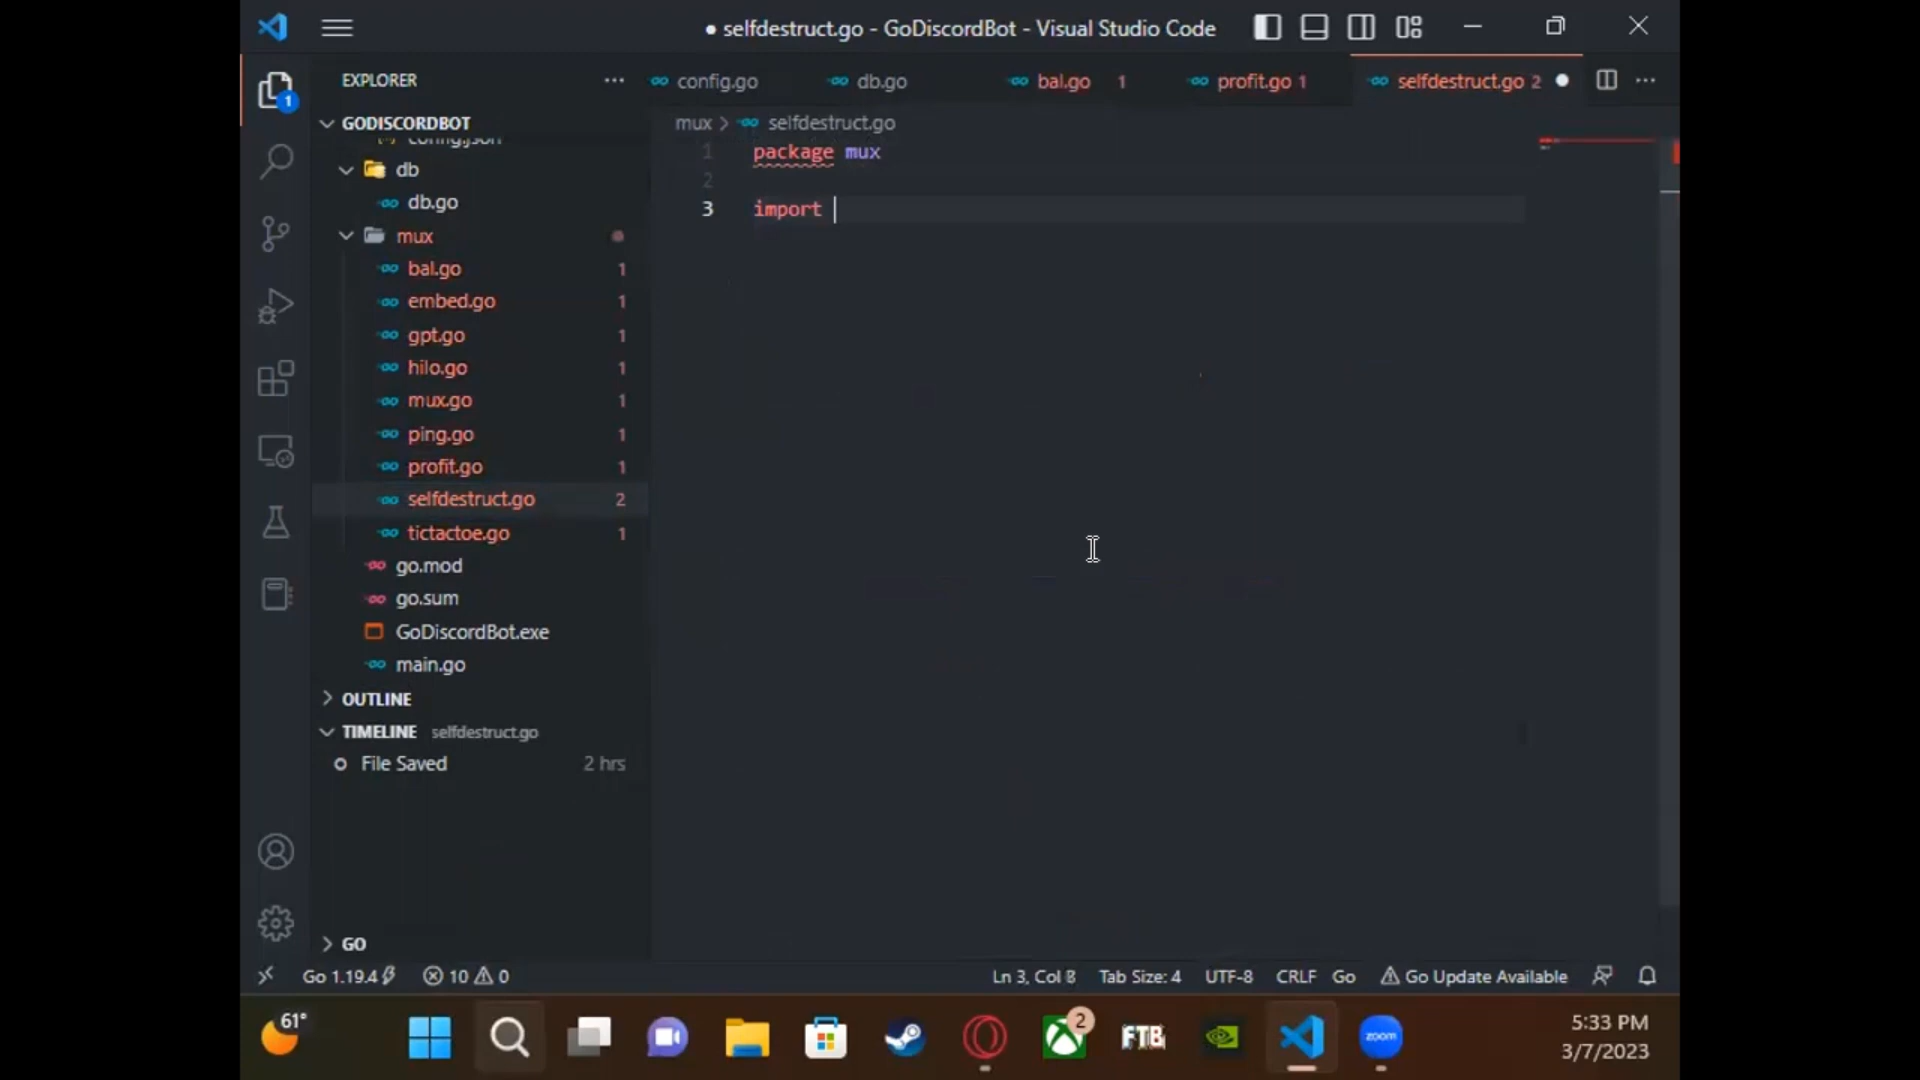 ● selfdestruct.go - GoDiscordBot - Visual Studio Code
EXPLORER
config.go
db.go
bal.go 1
profit.go 1
selfdestruct.go 2
GODISCORDBOT
mux > selfdestruct.go
config.json
db
db.go
mux
bal.go 1
embed.go 1
gpt.go 1
hilo.go 1
mux.go 1
ping.go 1
profit.go 1
selfdestruct.go 2
tictactoe.go 1
go.mod
go.sum
GoDiscordBot.exe
main.go
OUTLINE
TIMELINE selfdestruct.go
File Saved 2 hrs
GO
1 package mux
2
3 import
1
Go 1.19.4 10 0
Ln 3, Col 8 Tab Size: 4 UTF-8 CRLF Go Go Update Available
61°
2
FTB
zoom
5:33 PM
3/7/2023